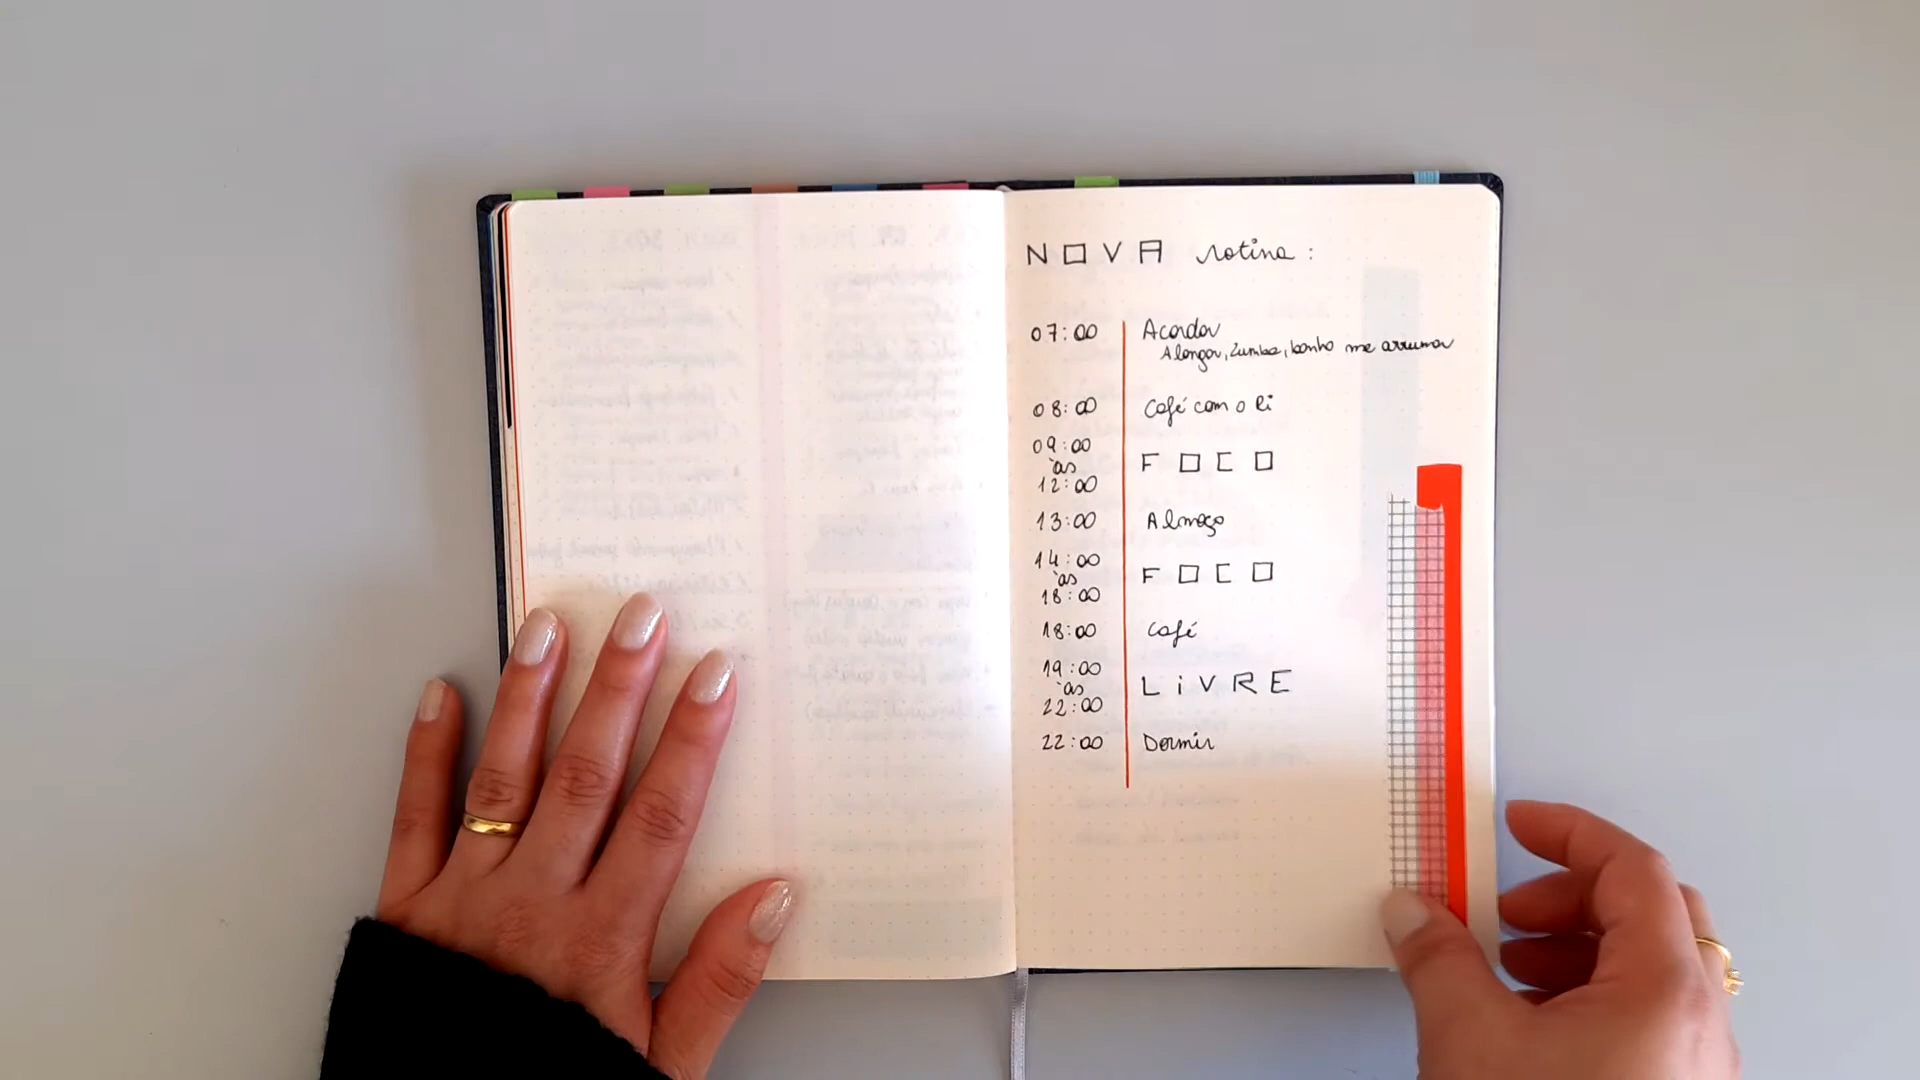 NOVA rotina:
07:00 Acordar
Alongar, Zumba, banho me arrumar
08:00 Café com o Li
09:00
às FOCO
12:00
13:00 Almoço
14:00
às FOCO
18:00
18:00 Café
19:00
às LiVRE
22:00
22:00 Dormir